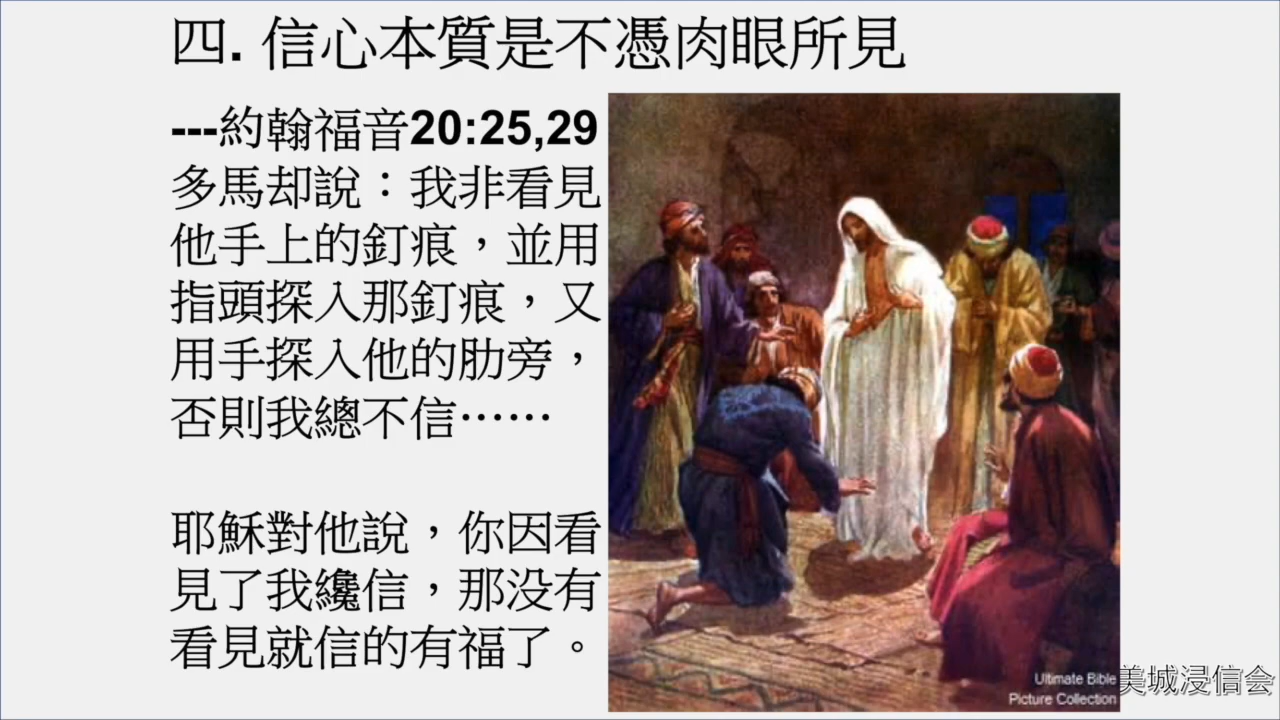 四. 信心本質是不憑肉眼所見
---約翰福音20:25,29
多馬却說：我非看見
他手上的釘痕，並用
指頭探入那釘痕，又
用手探入他的肋旁，
否則我總不信⋯⋯
耶穌對他說，你因看
見了我纔信，那没有
看見就信的有福了。
Ultimate Bible
Picture Collection
美城浸信会